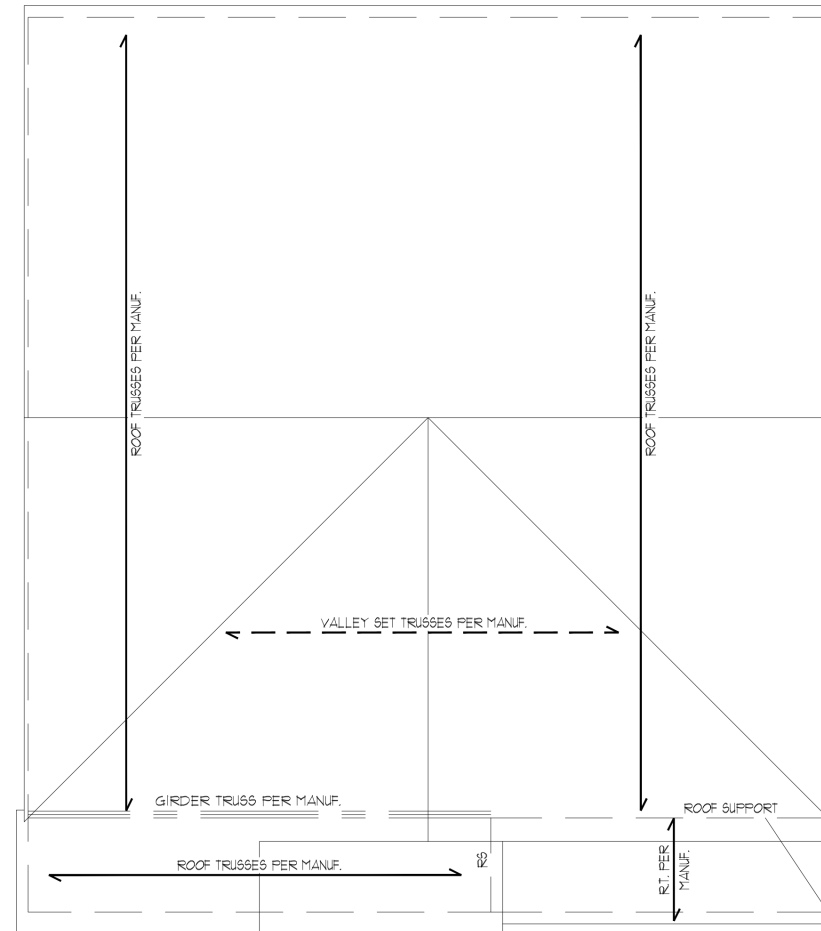 ROOF TRUSSES PER MANUF.
ROOF TRUSSES PER MANUF.
VALLEY SET TRUSSES PER MANUF.
GIRDER TRUSS PER MANUF.
ROOF SUPPORT
ROOF TRUSSES PER MANUF.
RS
R.T. PER
MANUF.